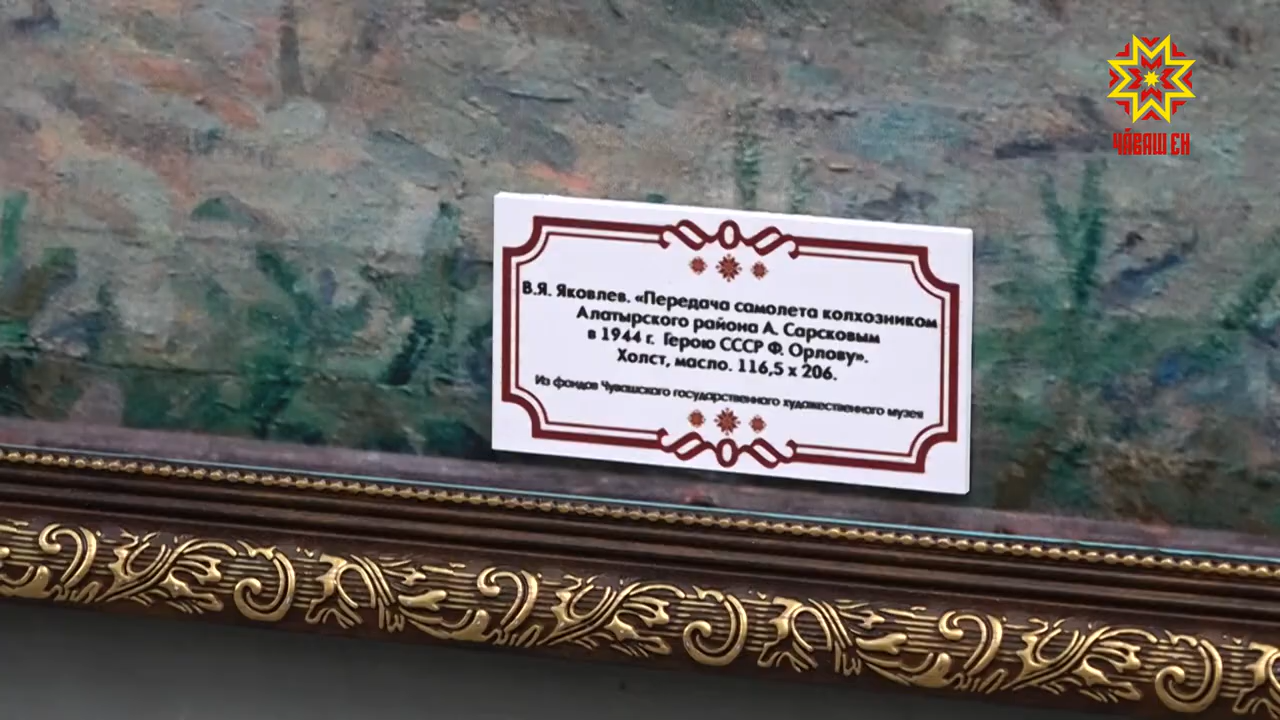 ЧӐВАШ ЕН
В.Я. Яковлев. «Передача самолета колхозником
Алатырского района А. Сарсковым
в 1944 г. Герою СССР Ф. Орлову».
Холст, масло. 116,5 х 206.
Из фондов Чувашского государственного художественного музея